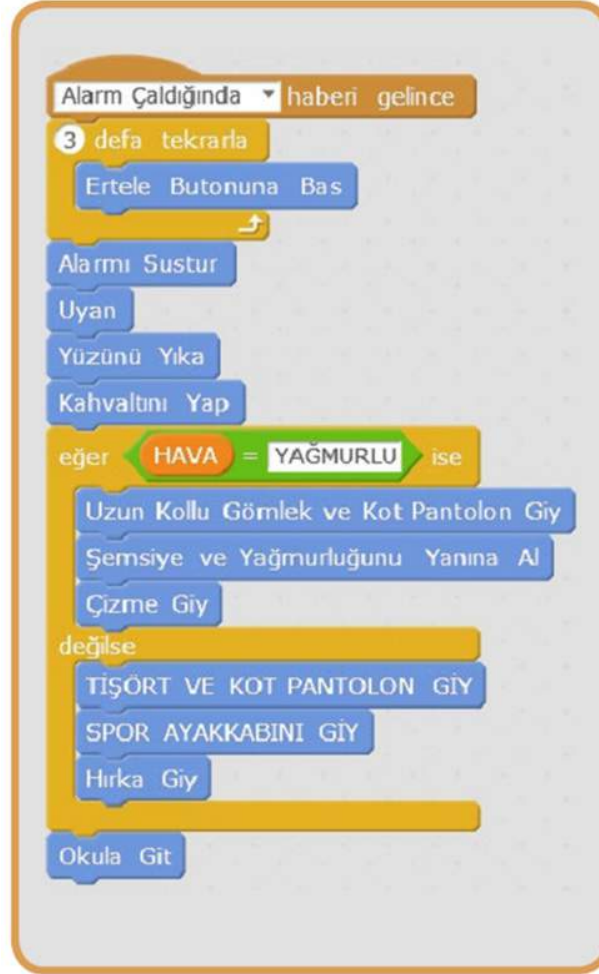 Alarm Çaldığında haberi gelince
3 defa tekrarla
Ertele Butonuna Bas
Alarmı Sustur
Uyan
Yüzünü Yıka
Kahvaltını Yap
eğer HAVA = YAĞMURLU ise
Uzun Kollu Gömlek ve Kot Pantolon Giy
Şemsiye ve Yağmurluğunu Yanına Al
Çizme Giy
değilse
TİŞÖRT VE KOT PANTOLON GİY
SPOR AYAKKABINI GİY
Hırka Giy
Okula Git